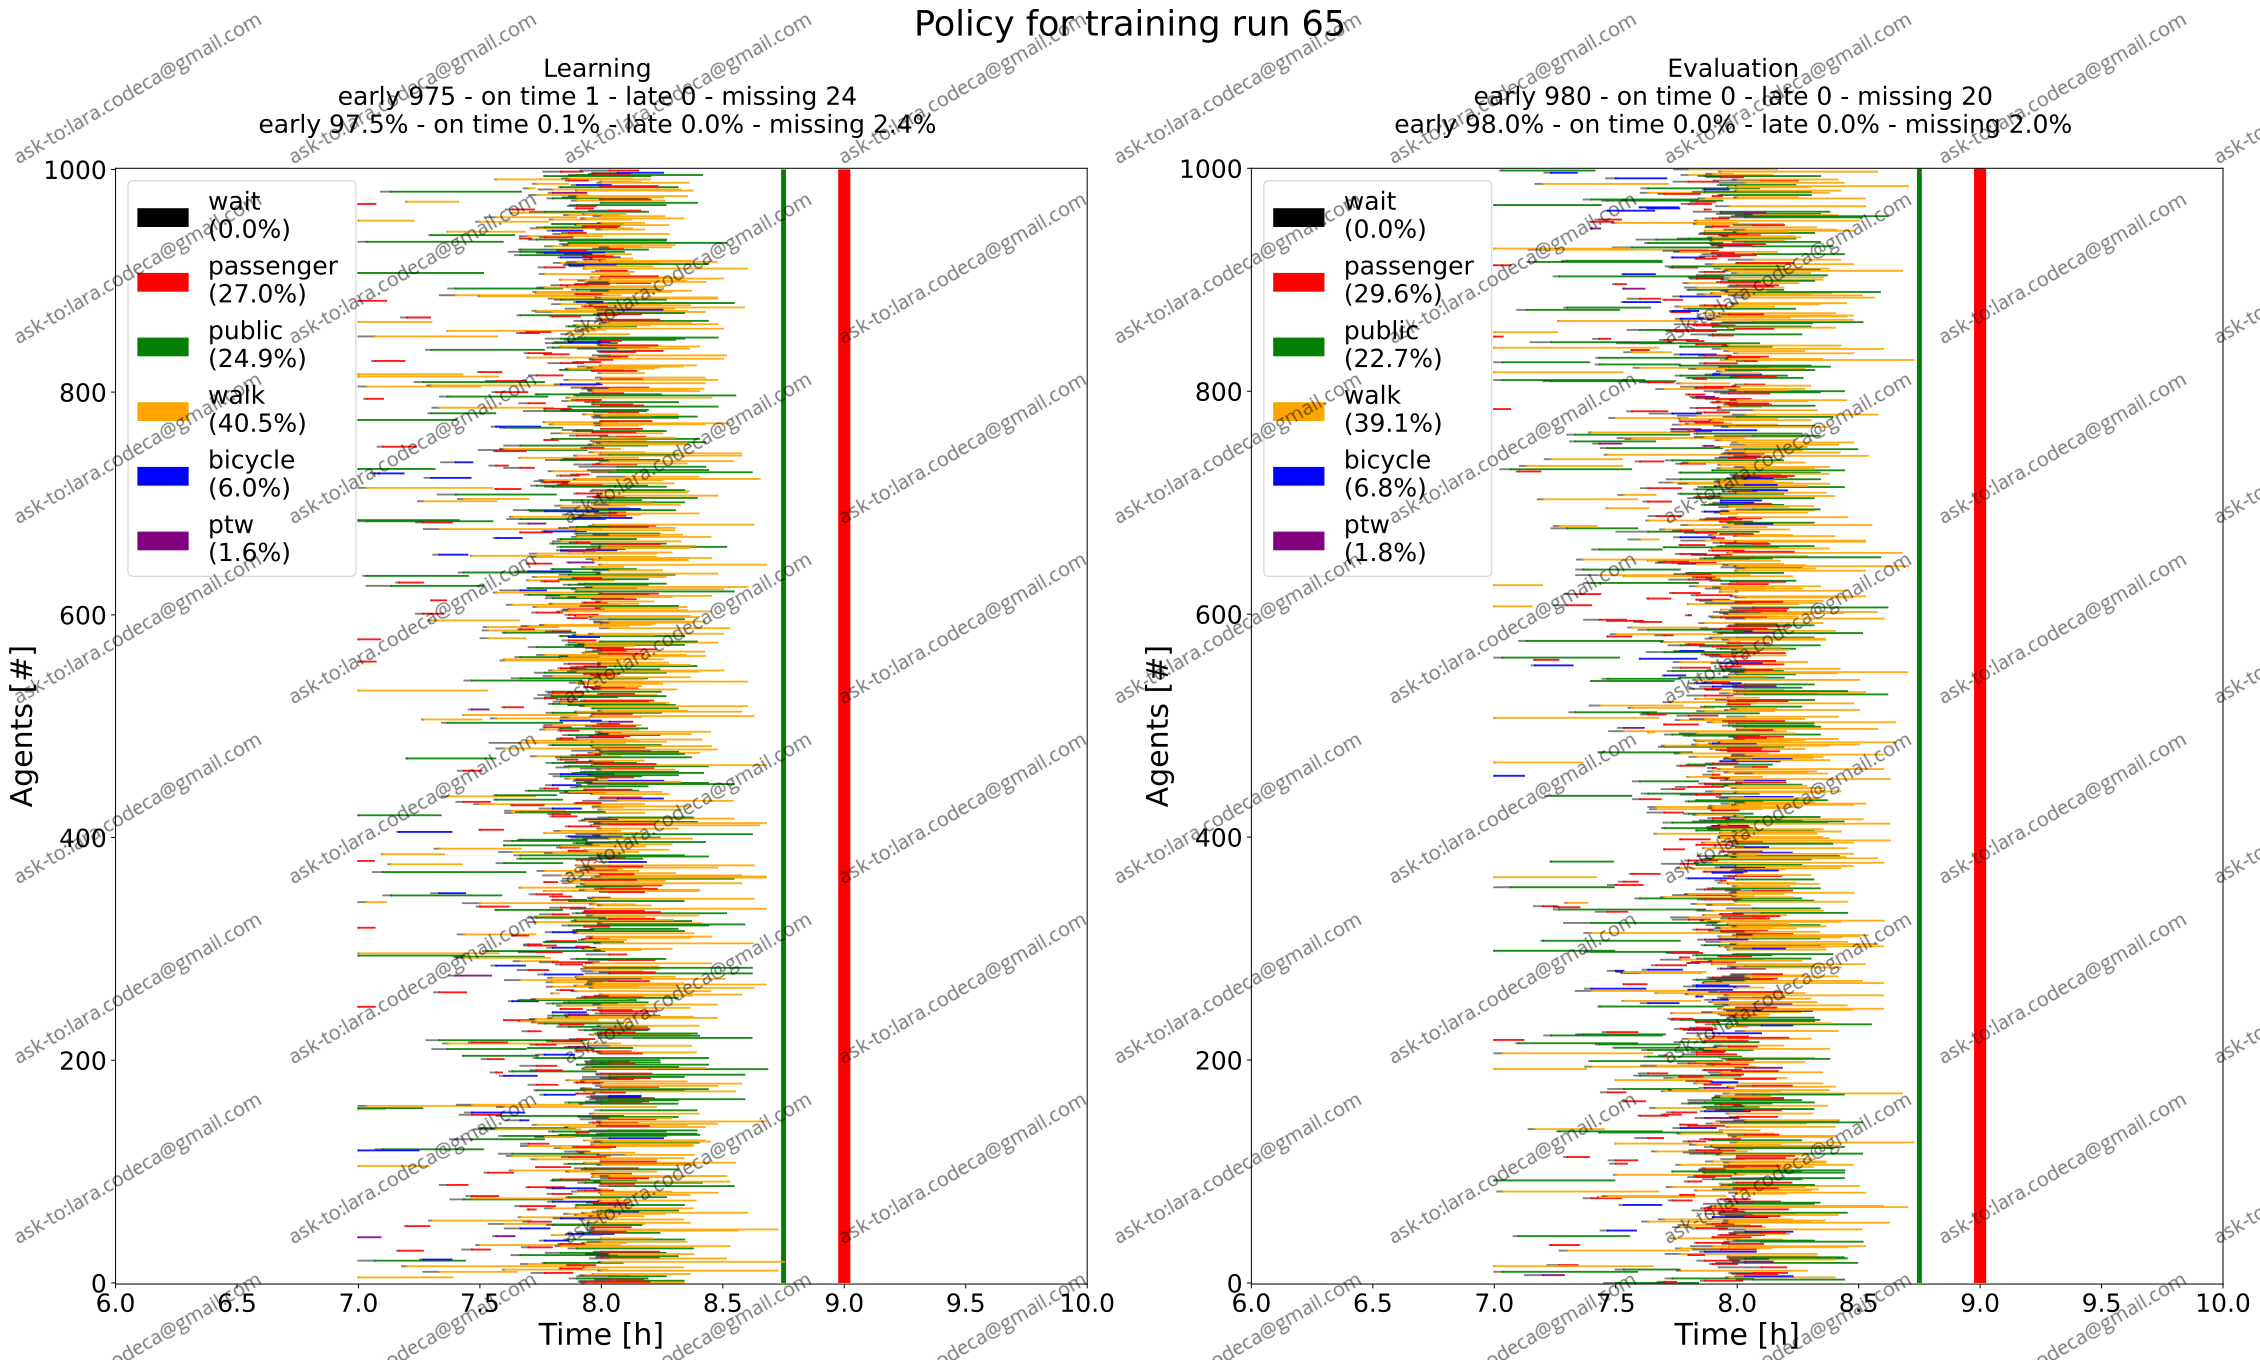 Policy for training run 65
Learning
early 975 - on time 1 - late 0 - missing 24
early 97.5% - on time 0.1% - late 0.0% - missing 2.4%
1000
800
600
400
200
0
Agents [#]
wait
(0.0%)
passenger
(27.0%)
public
(24.9%)
walk
(40.5%)
bicycle
(6.0%)
ptw
(1.6%)
6.0 6.5 7.0 7.5 8.0 8.5 9.0 9.5 10.0
Time [h]
Evaluation
early 980 - on time 0 - late 0 - missing 20
early 98.0% - on time 0.0% - late 0.0% - missing 2.0%
1000
800
600
400
200
0
Agents [#]
wait
(0.0%)
passenger
(29.6%)
public
(22.7%)
walk
(39.1%)
bicycle
(6.8%)
ptw
(1.8%)
6.0 6.5 7.0 7.5 8.0 8.5 9.0 9.5 10.0
Time [h]
ask-to:lara.codeca@gmail.com